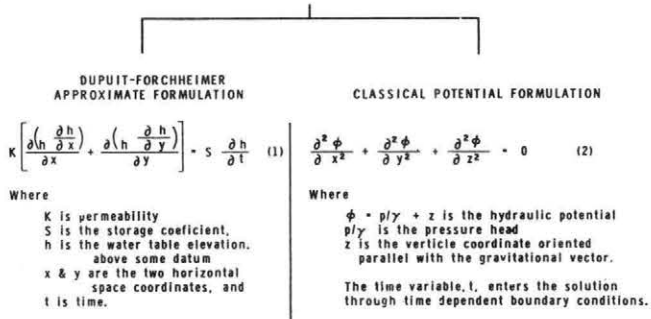 DUPUIT-FORCHHEIMER
APPROXIMATE FORMULATION
K [ ∂(h ∂h/∂x)/∂x + ∂(h ∂h/∂y)/∂y ] = S ∂h/∂t (1)
Where
K is permeability
S is the storage coeficient,
h is the water table elevation.
above some datum
x & y are the two horizontal
space coordinates, and
t is time.
CLASSICAL POTENTIAL FORMULATION
∂²ϕ/∂x² + ∂²ϕ/∂y² + ∂²ϕ/∂z² = 0 (2)
Where
ϕ = p/γ + z is the hydraulic potential
p/γ is the pressure head
z is the verticle coordinate oriented
parallel with the gravitational vector.
The time variable, t, enters the solution
through time dependent boundary conditions.